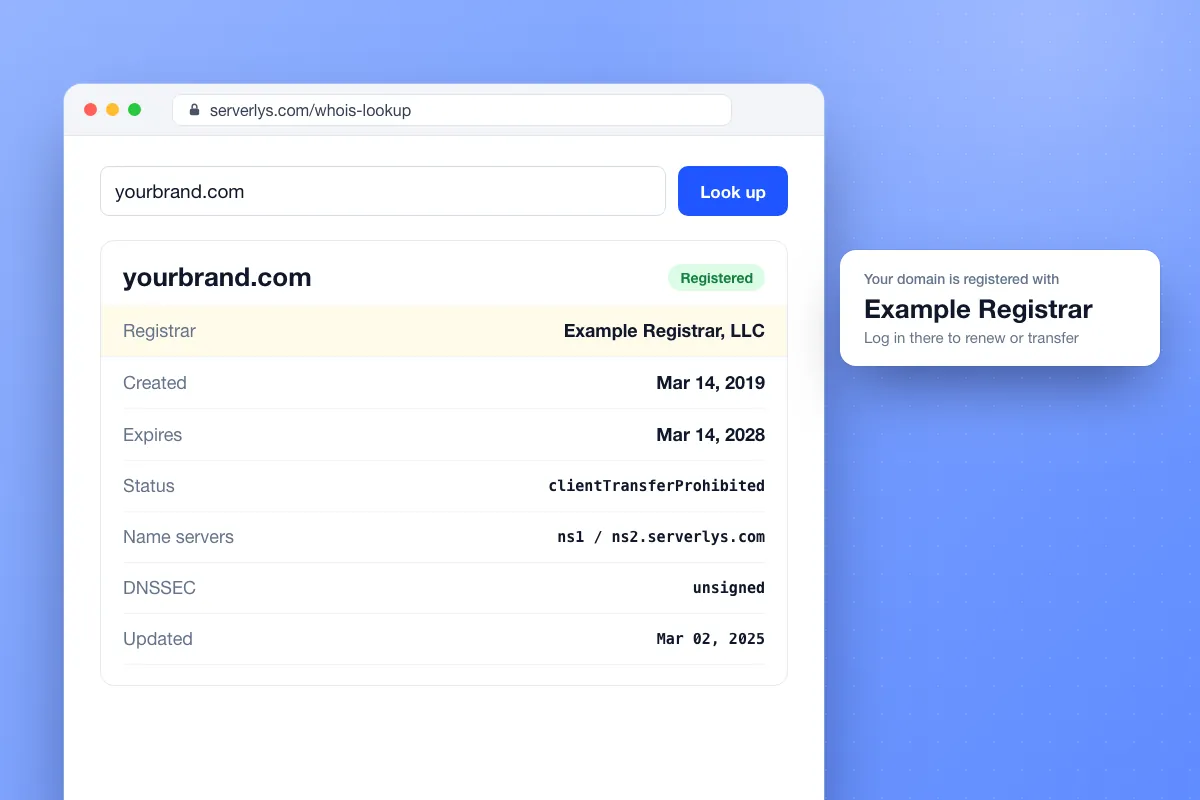 serverlys.com/whois-lookup
yourbrand.com
Look up
yourbrand.com
Registered
Registrar Example Registrar, LLC
Created Mar 14, 2019
Expires Mar 14, 2028
Status clientTransferProhibited
Name servers ns1 / ns2.serverlys.com
DNSSEC unsigned
Updated Mar 02, 2025
Your domain is registered with
Example Registrar
Log in there to renew or transfer